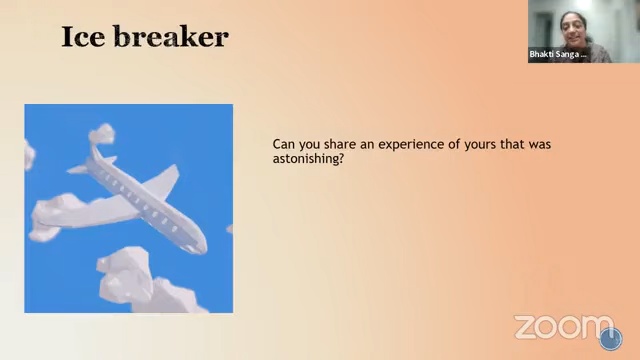 Ice breaker
Bhakti Sanga ...
Can you share an experience of yours that was
astonishing?
zoom